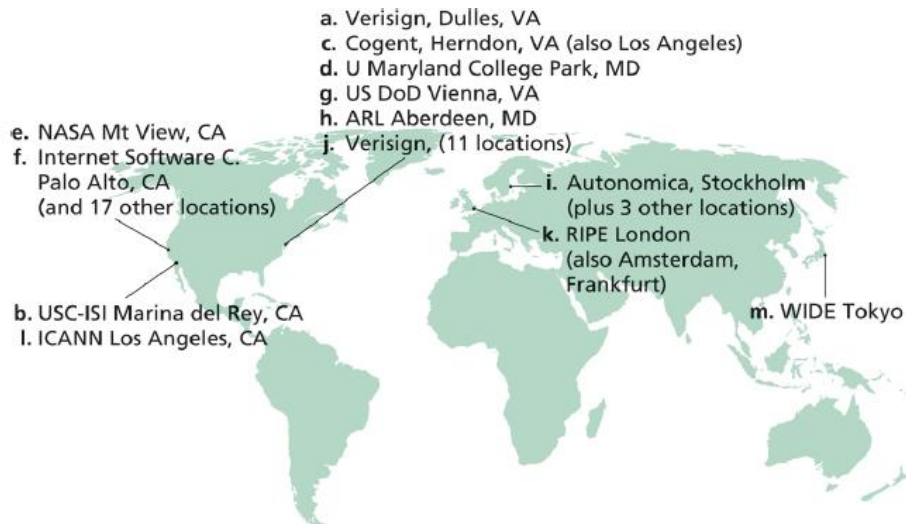 a. Verisign, Dulles, VA
c. Cogent, Herndon, VA (also Los Angeles)
d. U Maryland College Park, MD
g. US DoD Vienna, VA
h. ARL Aberdeen, MD
j. Verisign, (11 locations)
e. NASA Mt View, CA
f. Internet Software C.
Palo Alto, CA
(and 17 other locations)
i. Autonomica, Stockholm
(plus 3 other locations)
k. RIPE London
(also Amsterdam,
Frankfurt)
m. WIDE Tokyo
b. USC-ISI Marina del Rey, CA
l. ICANN Los Angeles, CA